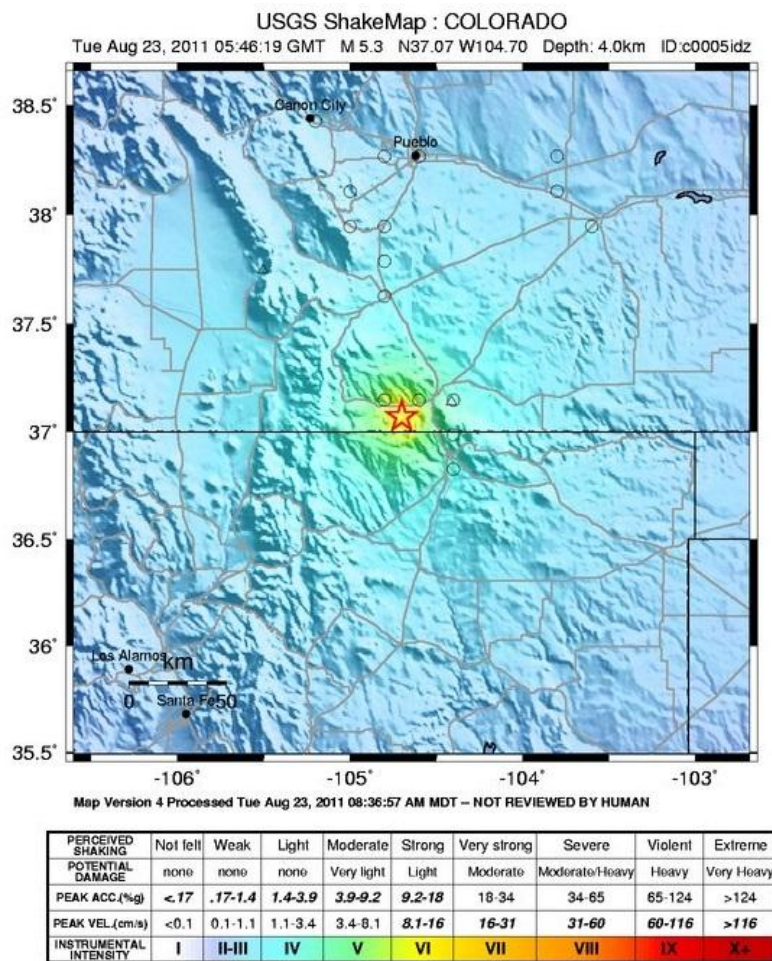 USGS ShakeMap : COLORADO
Tue Aug 23, 2011 05:46:19 GMT M 5.3 N37.07 W104.70 Depth: 4.0km ID:c0005idz
38.5˚
Canon City
Pueblo
38˚
37.5˚
37˚
36.5˚
36˚
Los Alamos
km
0 50
Santa Fe
35.5˚
-106˚ -105˚ -104˚ -103˚
Map Version 4 Processed Tue Aug 23, 2011 08:36:57 AM MDT -- NOT REVIEWED BY HUMAN
PERCEIVED SHAKING Not felt Weak Light Moderate Strong Very strong Severe Violent Extreme
POTENTIAL DAMAGE none none none Very light Light Moderate Moderate/Heavy Heavy Very Heavy
PEAK ACC.(%g) <.17 .17-1.4 1.4-3.9 3.9-9.2 9.2-18 18-34 34-65 65-124 >124
PEAK VEL.(cm/s) <0.1 0.1-1.1 1.1-3.4 3.4-8.1 8.1-16 16-31 31-60 60-116 >116
INSTRUMENTAL INTENSITY I II-III IV V VI VII VIII IX X+